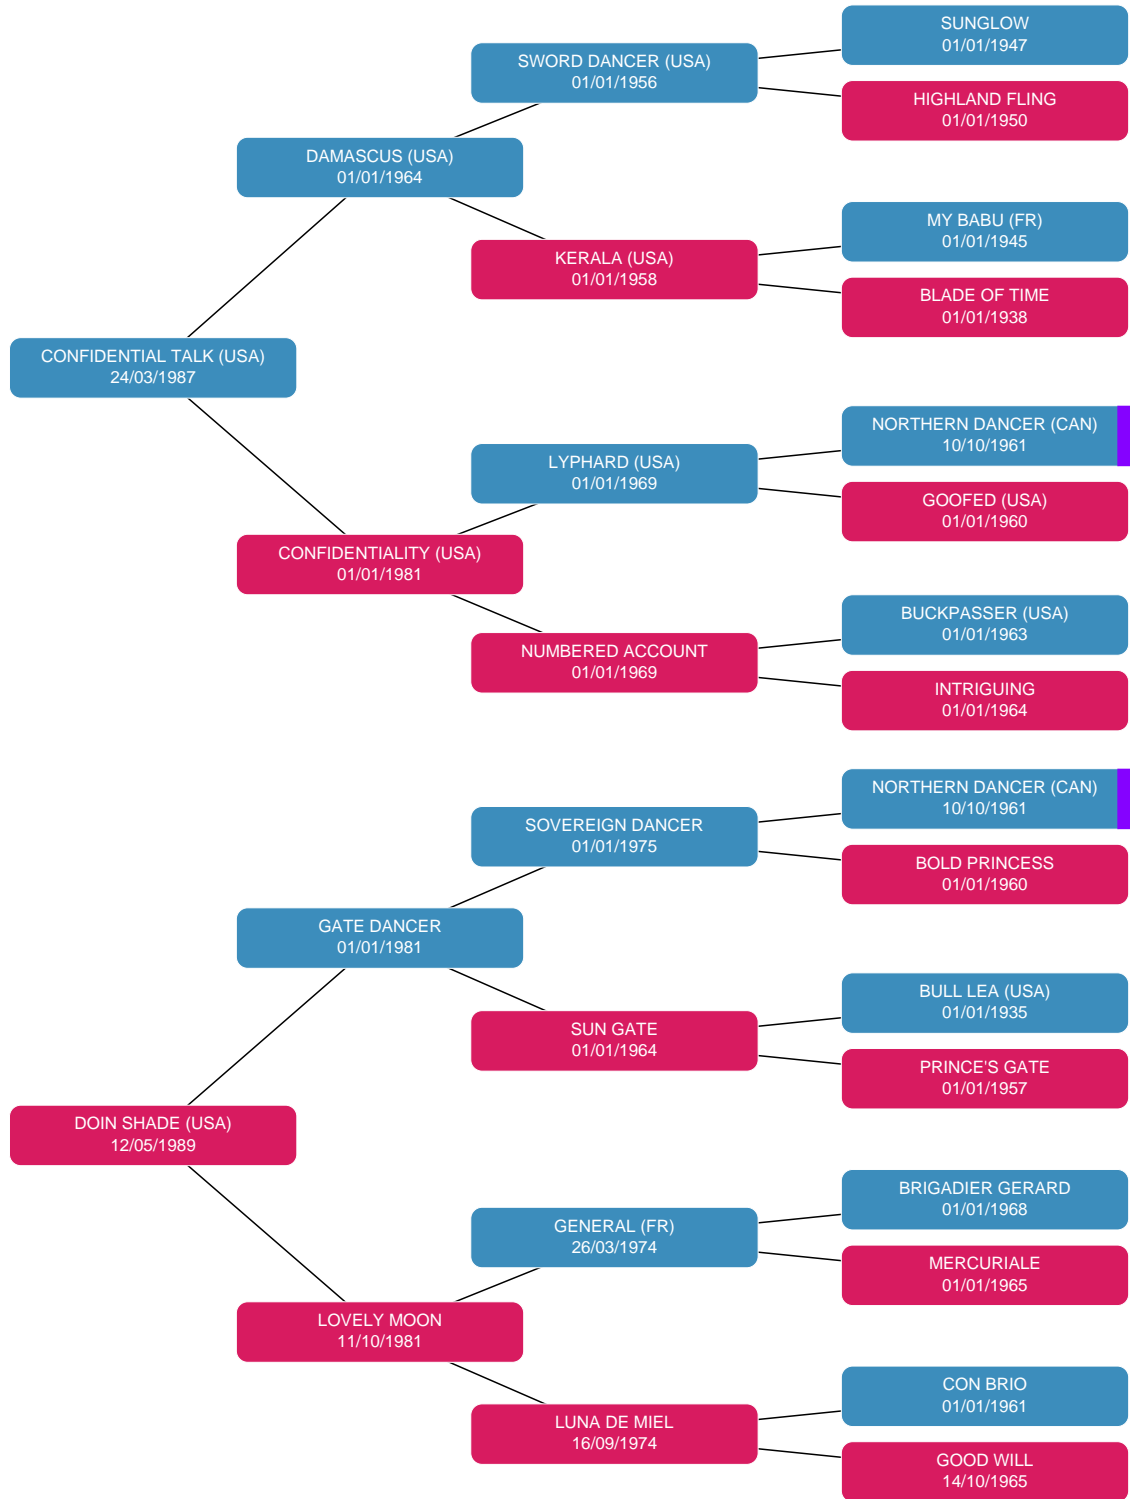 SUNGLOW
01/01/1947
SWORD DANCER (USA)
01/01/1956
HIGHLAND FLING
01/01/1950
DAMASCUS (USA)
01/01/1964
MY BABU (FR)
01/01/1945
KERALA (USA)
01/01/1958
BLADE OF TIME
01/01/1938
CONFIDENTIAL TALK (USA)
24/03/1987
NORTHERN DANCER (CAN)
10/10/1961
LYPHARD (USA)
01/01/1969
GOOFED (USA)
01/01/1960
CONFIDENTIALITY (USA)
01/01/1981
BUCKPASSER (USA)
01/01/1963
NUMBERED ACCOUNT
01/01/1969
INTRIGUING
01/01/1964
NORTHERN DANCER (CAN)
10/10/1961
SOVEREIGN DANCER
01/01/1975
BOLD PRINCESS
01/01/1960
GATE DANCER
01/01/1981
BULL LEA (USA)
01/01/1935
SUN GATE
01/01/1964
PRINCE'S GATE
01/01/1957
DOIN SHADE (USA)
12/05/1989
BRIGADIER GERARD
01/01/1968
GENERAL (FR)
26/03/1974
MERCURIALE
01/01/1965
LOVELY MOON
11/10/1981
CON BRIO
01/01/1961
LUNA DE MIEL
16/09/1974
GOOD WILL
14/10/1965